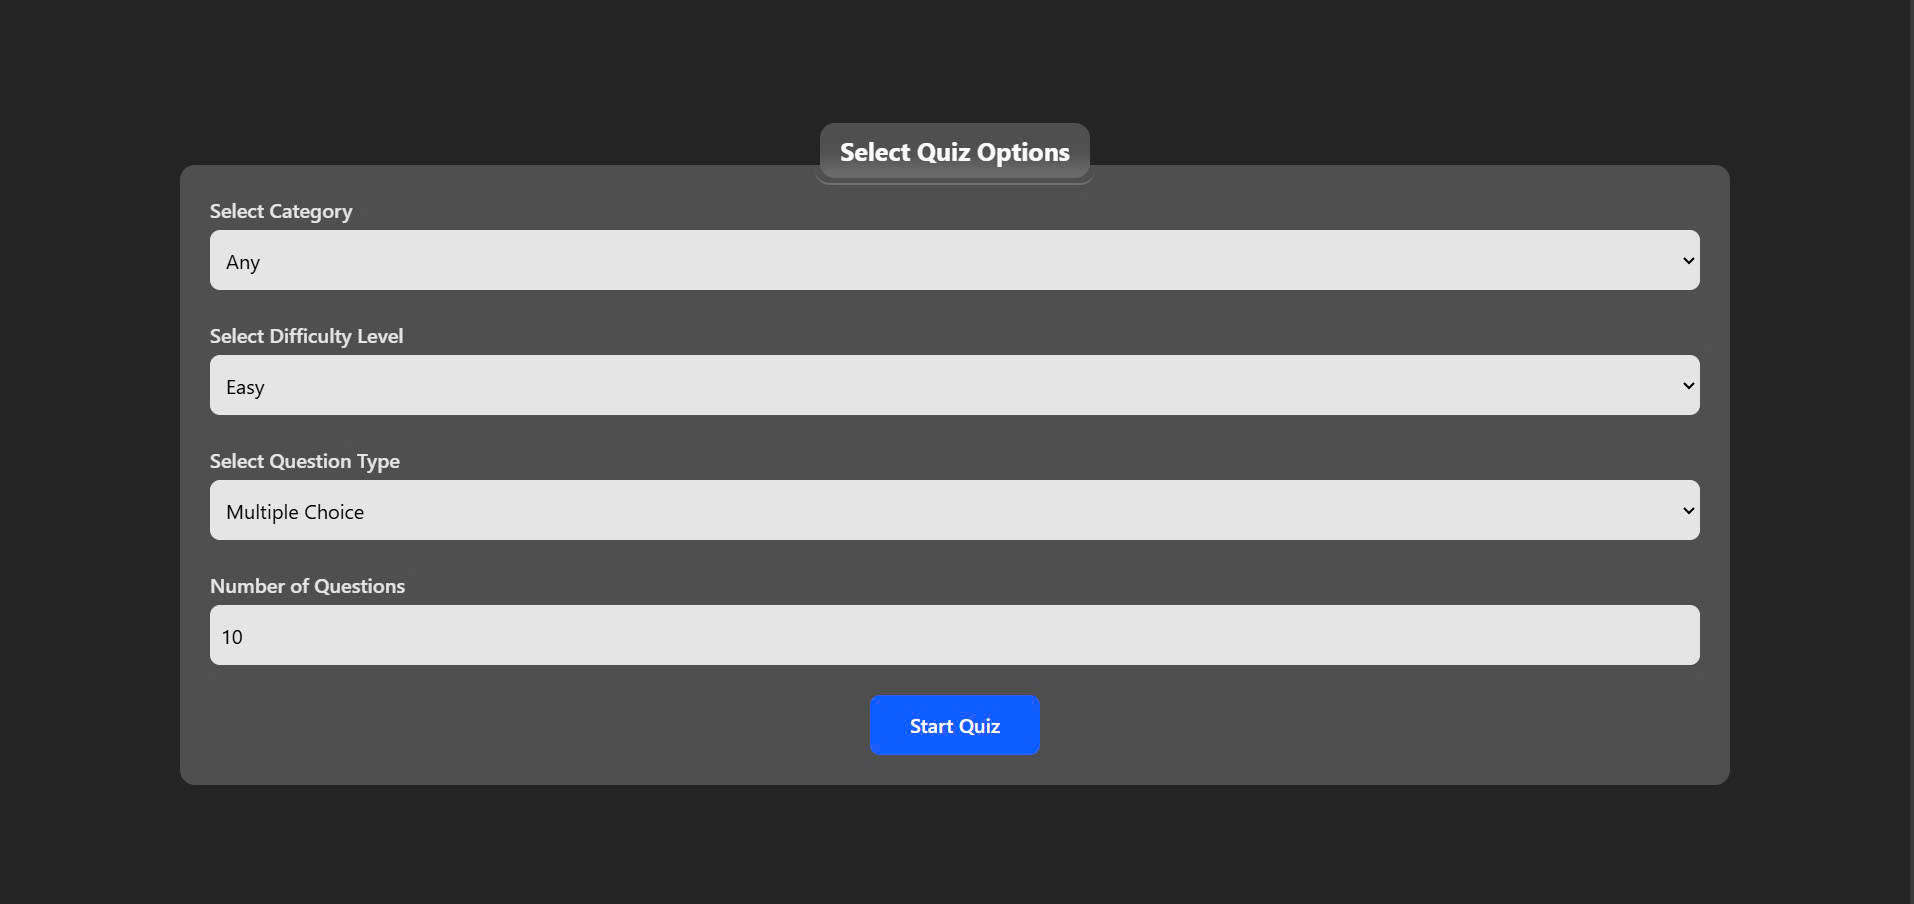 Select Quiz Options
Select Category
Any
Select Difficulty Level
Easy
Select Question Type
Multiple Choice
Number of Questions
10
Start Quiz